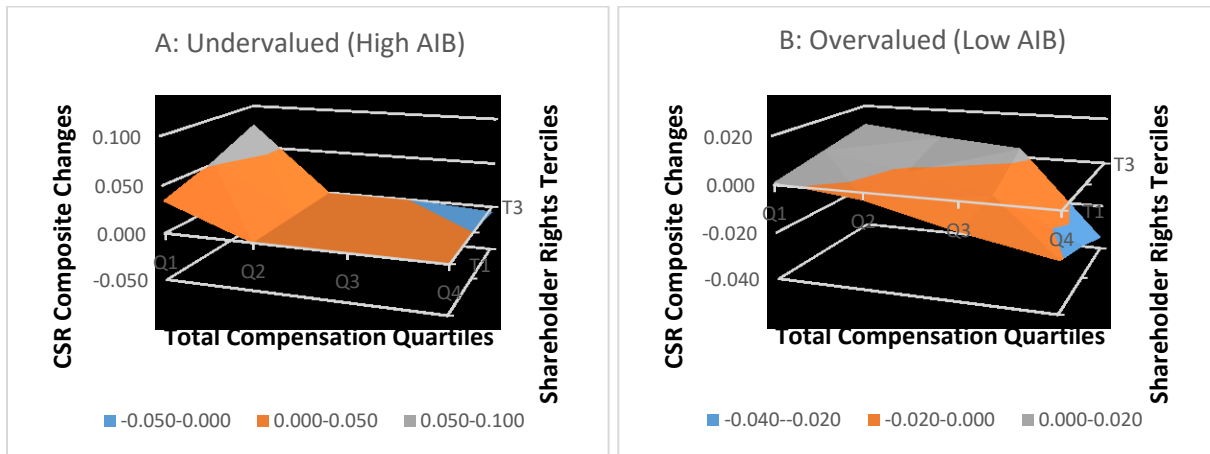 A: Undervalued (High AIB)
CSR Composite Changes
0.100
0.050
0.000
-0.050
Q1
Q2
Q3
Q4
T3
T1
Shareholder Rights Terciles
Total Compensation Quartiles
-0.050-0.000
0.000-0.050
0.050-0.100
B: Overvalued (Low AIB)
CSR Composite Changes
0.020
0.000
-0.020
-0.040
Q1
Q2
Q3
Q4
T3
T1
Shareholder Rights Terciles
Total Compensation Quartiles
-0.040--0.020
-0.020-0.000
0.000-0.020